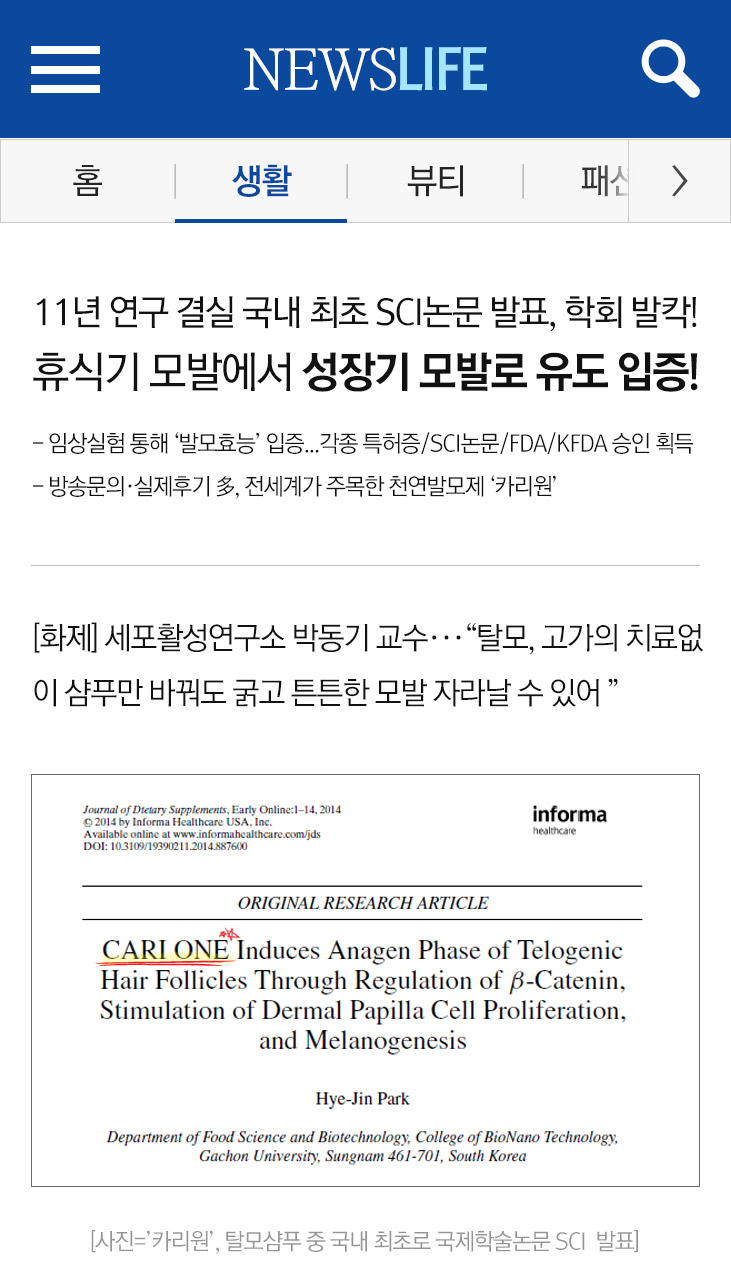 NEWSLIFE
홈
생활
뷰티
11년 연구 결실 국내 최초 SCI논문 발표, 학회 발칵!
휴식기 모발에서 성장기 모발로 유도 입증!
– 임상실험 통해 ‘발모효능’ 입증...각종 특허증/SCI논문/FDA/KFDA 승인 획득
– 방송문의·실제후기 多, 전세계가 주목한 천연발모제 ‘카리원’
[화제] 세포활성연구소 박동기 교수···“탈모, 고가의 치료없
이 샴푸만 바꿔도 굵고 튼튼한 모발 자라날 수 있어 ”
Journal of Dtetary Supplements, Early Online:1–14, 2014
© 2014 by Informa Healthcare USA, Inc.
Available online at www.informahealthcare.com/jds
DOI: 10.3109/19390211.2014.887600
informa
healthcare
ORIGINAL RESEARCH ARTICLE
CARI ONE Induces Anagen Phase of Telogenic
Hair Follicles Through Regulation of β-Catenin,
Stimulation of Dermal Papilla Cell Proliferation,
and Melanogenesis
Hye-Jin Park
Department of Food Science and Biotechnology, College of BioNano Technology,
Gachon University, Sungnam 461-701, South Korea
[사진=’카리원’, 탈모샴푸 중 국내 최초로 국제학술논문 SCI 발표]